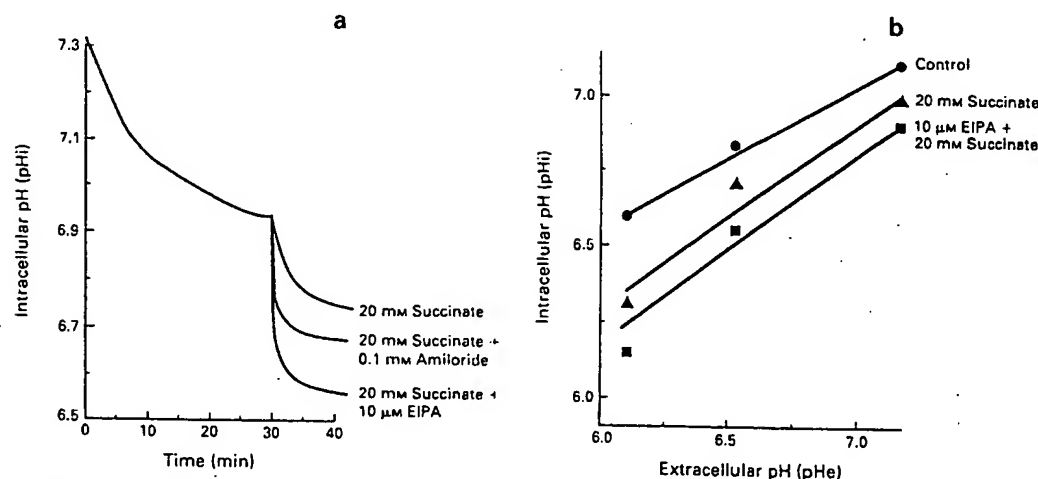 a
Intracellular pH (pHi)
7.3
7.1
6.9
6.7
6.5
0
10
20
30
40
Time (min)
20 mM Succinate
20 mM Succinate +
0.1 mM Amiloride
20 mM Succinate +
10 μM EIPA
b
Intracellular pH (pHi)
7.0
6.5
6.0
6.0
6.5
7.0
Extracellular pH (pHe)
Control
20 mM Succinate
10 μM EIPA +
20 mM Succinate